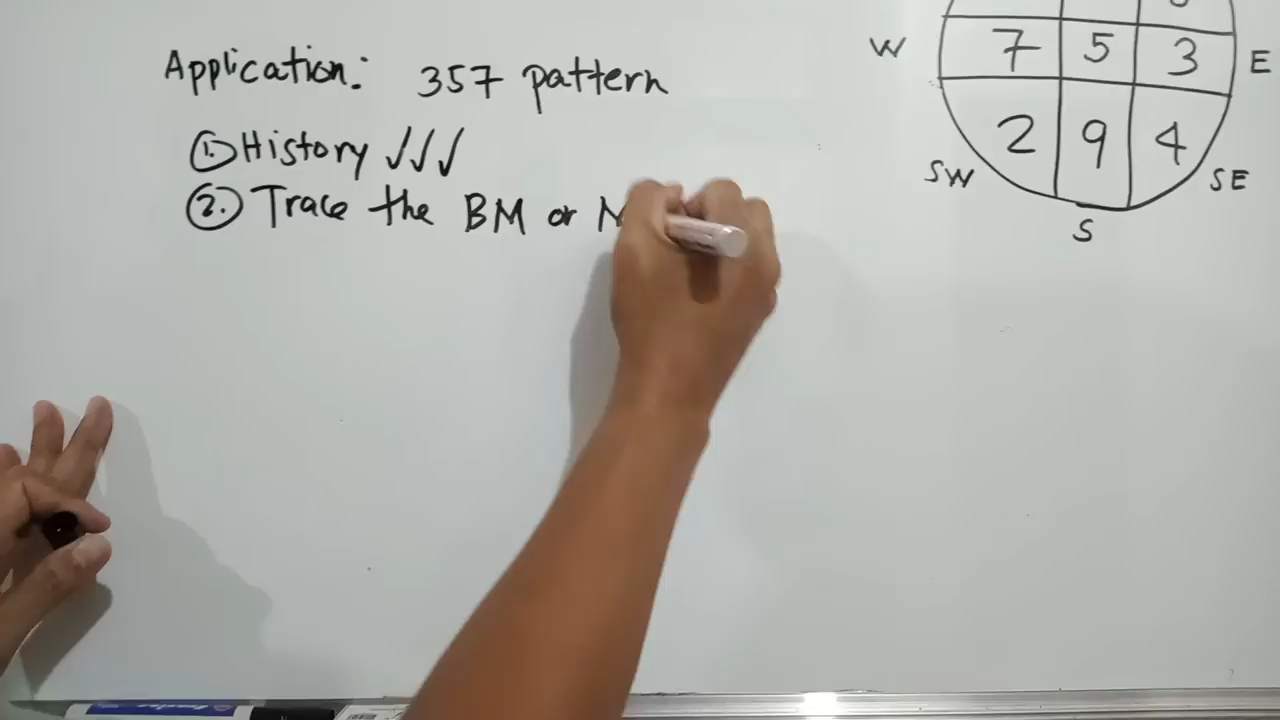 Application: 357 pattern
1. History ✓✓✓
2. Trace the BM or
W 7 5 3 E
2 9 4
SW SE
S